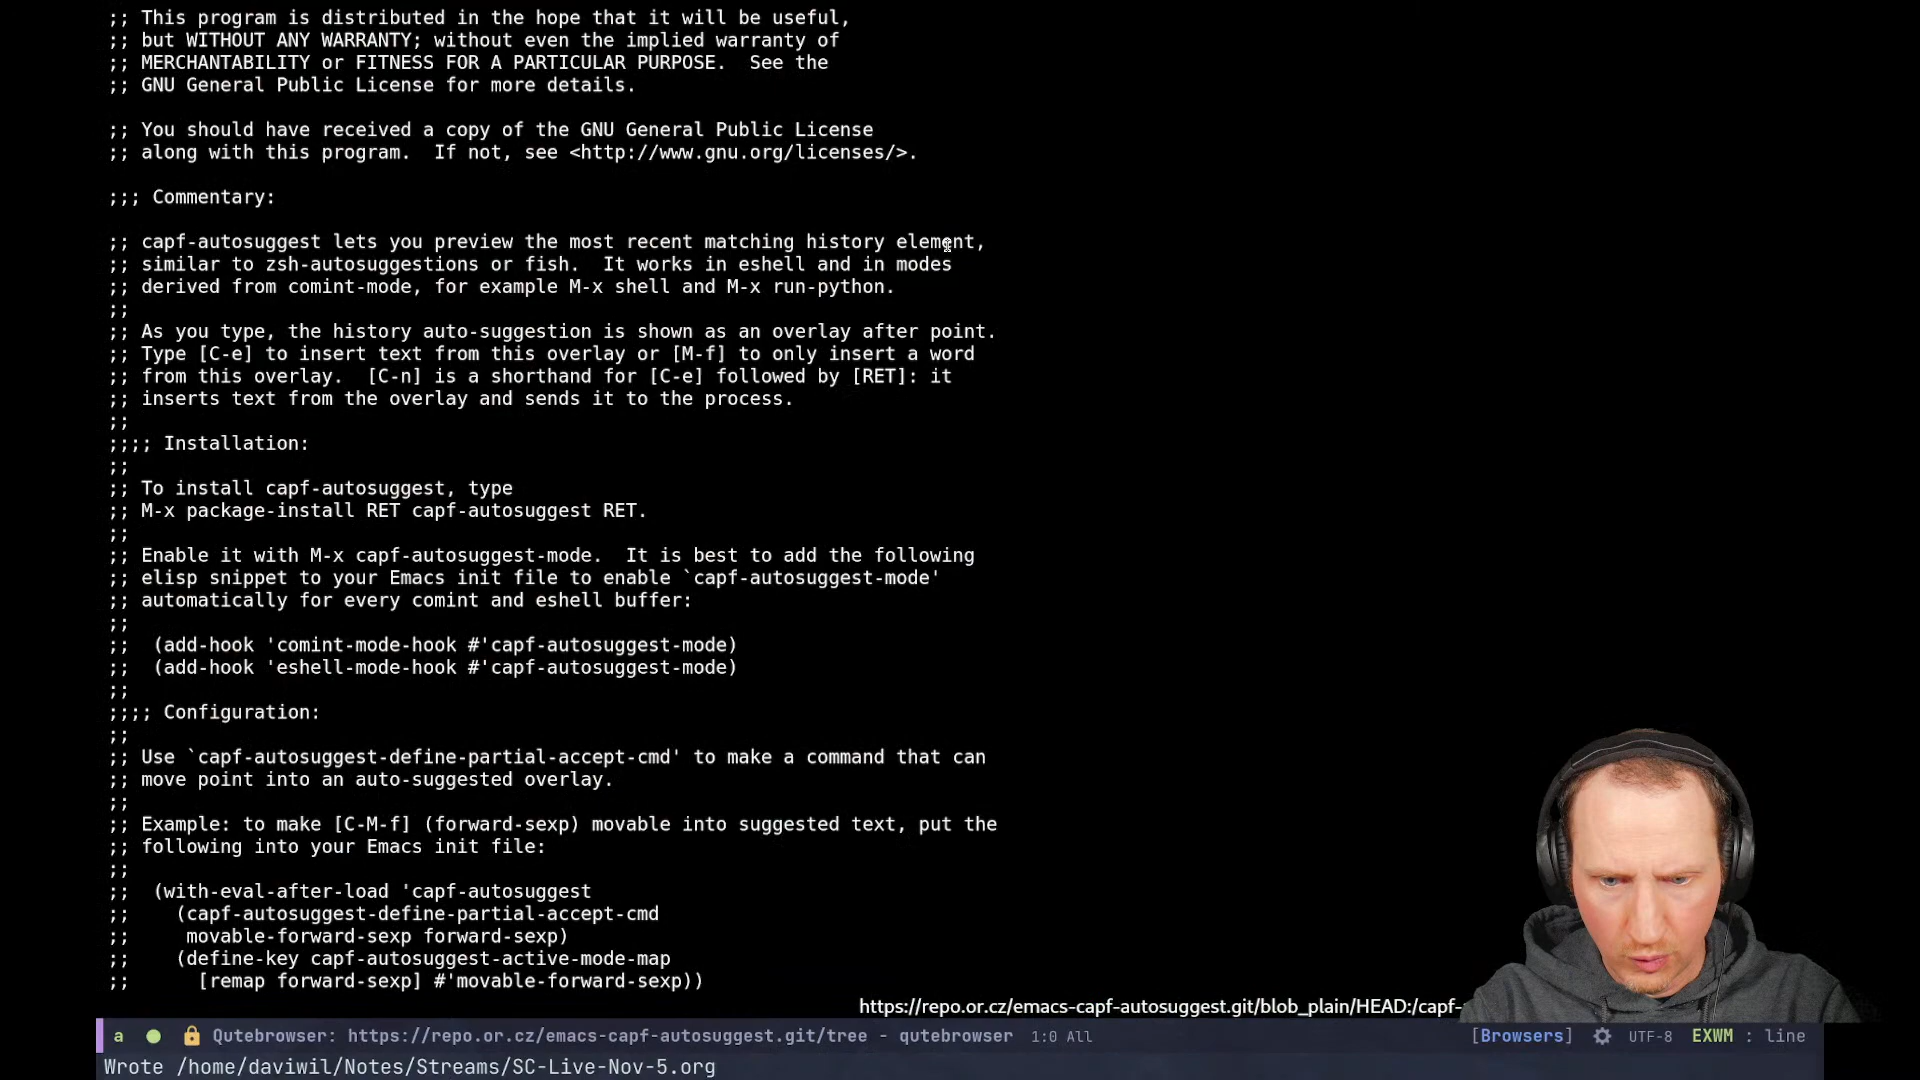 ;; This program is distributed in the hope that it will be useful,
;; but WITHOUT ANY WARRANTY; without even the implied warranty of
;; MERCHANTABILITY or FITNESS FOR A PARTICULAR PURPOSE.  See the
;; GNU General Public License for more details.

;; You should have received a copy of the GNU General Public License
;; along with this program.  If not, see <http://www.gnu.org/licenses/>.

;;; Commentary:

;; capf-autosuggest lets you preview the most recent matching history element,
;; similar to zsh-autosuggestions or fish.  It works in eshell and in modes
;; derived from comint-mode, for example M-x shell and M-x run-python.
;;
;; As you type, the history auto-suggestion is shown as an overlay after point.
;; Type [C-e] to insert text from this overlay or [M-f] to only insert a word
;; from this overlay.  [C-n] is a shorthand for [C-e] followed by [RET]: it
;; inserts text from the overlay and sends it to the process.
;;
;;;; Installation:
;;
;; To install capf-autosuggest, type
;; M-x package-install RET capf-autosuggest RET.
;;
;; Enable it with M-x capf-autosuggest-mode.  It is best to add the following
;; elisp snippet to your Emacs init file to enable `capf-autosuggest-mode'
;; automatically for every comint and eshell buffer:
;;
;;  (add-hook 'comint-mode-hook #'capf-autosuggest-mode)
;;  (add-hook 'eshell-mode-hook #'capf-autosuggest-mode)
;;
;;;; Configuration:
;;
;; Use `capf-autosuggest-define-partial-accept-cmd' to make a command that can
;; move point into an auto-suggested overlay.
;;
;; Example: to make [C-M-f] (forward-sexp) movable into suggested text, put the
;; following into your Emacs init file:
;;
;;  (with-eval-after-load 'capf-autosuggest
;;    (capf-autosuggest-define-partial-accept-cmd
;;     movable-forward-sexp forward-sexp)
;;    (define-key capf-autosuggest-active-mode-map
;;      [remap forward-sexp] #'movable-forward-sexp))
https://repo.or.cz/emacs-capf-autosuggest.git/blob_plain/HEAD:/capf-
a Qutebrowser: https://repo.or.cz/emacs-capf-autosuggest.git/tree - qutebrowser 1:0 All [Browsers] UTF-8 EXWM : line
Wrote /home/daviwil/Notes/Streams/SC-Live-Nov-5.org